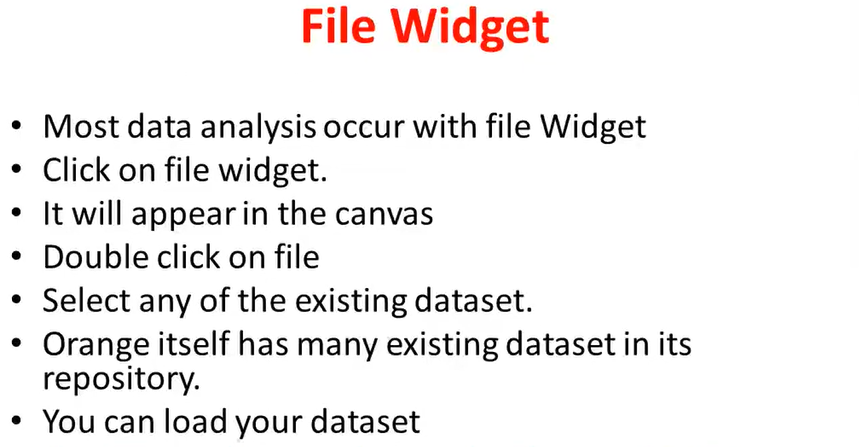 File Widget
• Most data analysis occur with file Widget
• Click on file widget.
• It will appear in the canvas
• Double click on file
• Select any of the existing dataset.
• Orange itself has many existing dataset in its
repository.
• You can load your dataset